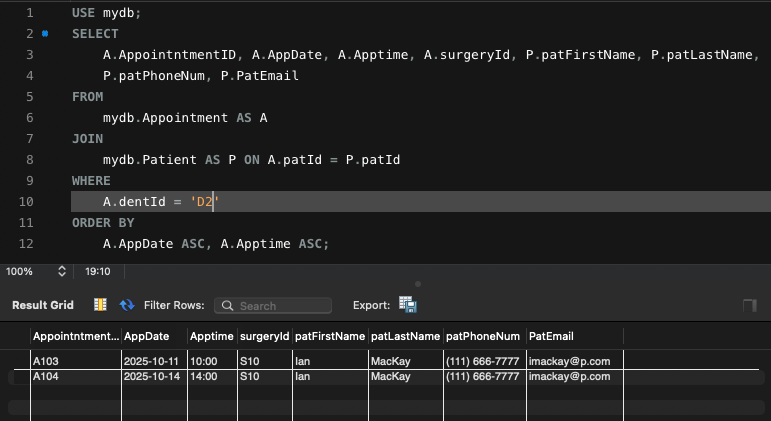 1 USE mydb;
2 SELECT
3 A.AppointntmentID, A.AppDate, A.Apptime, A.surgeryId, P.patFirstName, P.patLastName,
4 P.patPhoneNum, P.PatEmail
5 FROM
6 mydb.Appointment AS A
7 JOIN
8 mydb.Patient AS P ON A.patId = P.patId
9 WHERE
10 A.dentId = 'D2'
11 ORDER BY
12 A.AppDate ASC, A.Apptime ASC;
100% 19:10
Result Grid Filter Rows: Search Export:
Appointntment... AppDate Apptime surgeryId patFirstName patLastName patPhoneNum PatEmail
A103 2025-10-11 10:00 S10 Ian MacKay (111) 666-7777 imackay@p.com
A104 2025-10-14 14:00 S10 Ian MacKay (111) 666-7777 imackay@p.com